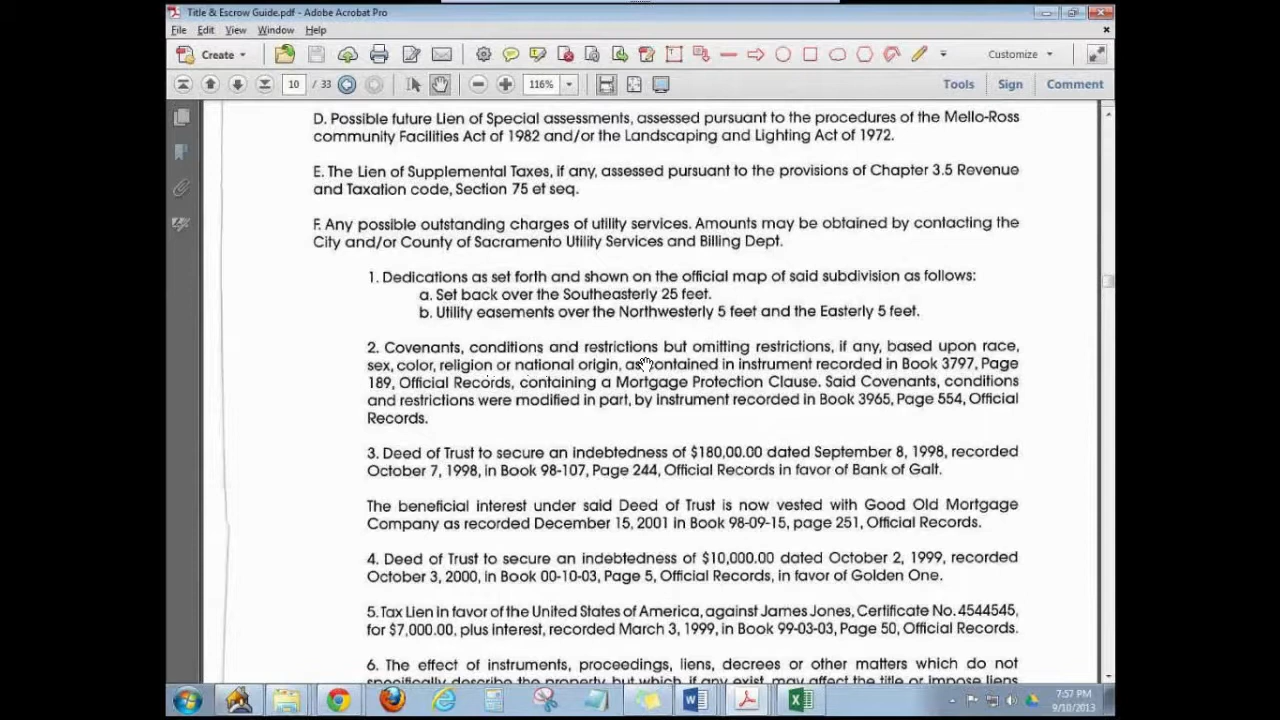 Title & Escrow Guide.pdf - Adobe Acrobat Pro
File Edit View Window Help
Create Customize
10 / 33 116% Tools Sign Comment
D. Possible future Lien of Special assessments, assessed pursuant to the procedures of the Mello-Ross
community Facilities Act of 1982 and/or the Landscaping and Lighting Act of 1972.
E. The Lien of Supplemental Taxes, if any, assessed pursuant to the provisions of Chapter 3.5 Revenue
and Taxation code, Section 75 et seq.
F. Any possible outstanding charges of utility services. Amounts may be obtained by contacting the
City and/or County of Sacramento Utility Services and Billing Dept.
1. Dedications as set forth and shown on the official map of said subdivision as follows:
a. Set back over the Southeasterly 25 feet.
b. Utility easements over the Northwesterly 5 feet and the Easterly 5 feet.
2. Covenants, conditions and restrictions but omitting restrictions, if any, based upon race,
sex, color, religion or national origin, as contained in instrument recorded in Book 3797, Page
189, Official Records, containing a Mortgage Protection Clause. Said Covenants, conditions
and restrictions were modified in part, by instrument recorded in Book 3965, Page 554, Official
Records.
3. Deed of Trust to secure an indebtedness of $180,00.00 dated September 8, 1998, recorded
October 7, 1998, in Book 98-107, Page 244, Official Records in favor of Bank of Galt.
The beneficial interest under said Deed of Trust is now vested with Good Old Mortgage
Company as recorded December 15, 2001 in Book 98-09-15, page 251, Official Records.
4. Deed of Trust to secure an indebtedness of $10,000.00 dated October 2, 1999, recorded
October 3, 2000, in Book 00-10-03, Page 5, Official Records, in favor of Golden One.
5. Tax Lien in favor of the United States of America, against James Jones, Certificate No. 4544545,
for $7,000.00, plus interest, recorded March 3, 1999, in Book 99-03-03, Page 50, Official Records.
6. The effect of instruments, proceedings, liens, decrees or other matters which do not
specifically describe the property but which, if any exist, may affect the title or impose liens
7:57 PM
9/10/2013